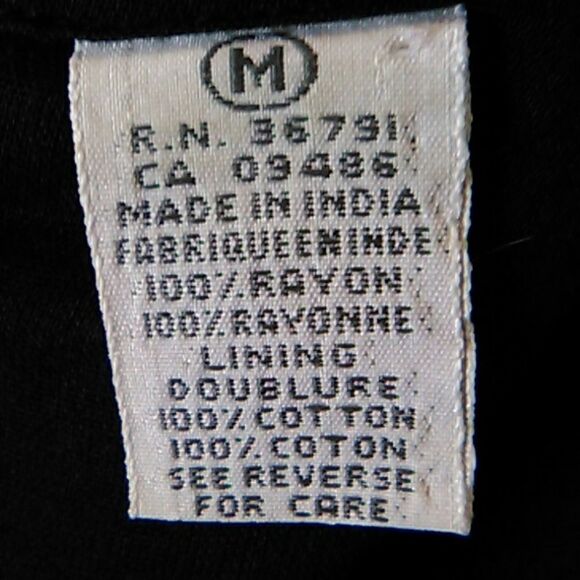 M
R.N. 36791
CA 09486
MADE IN INDIA
FABRIQUEENINDE
100% RAYON
100% RAYONNE
LINING
DOUBLURE
100% COTTON
100% COTON
SEE REVERSE
FOR CARE